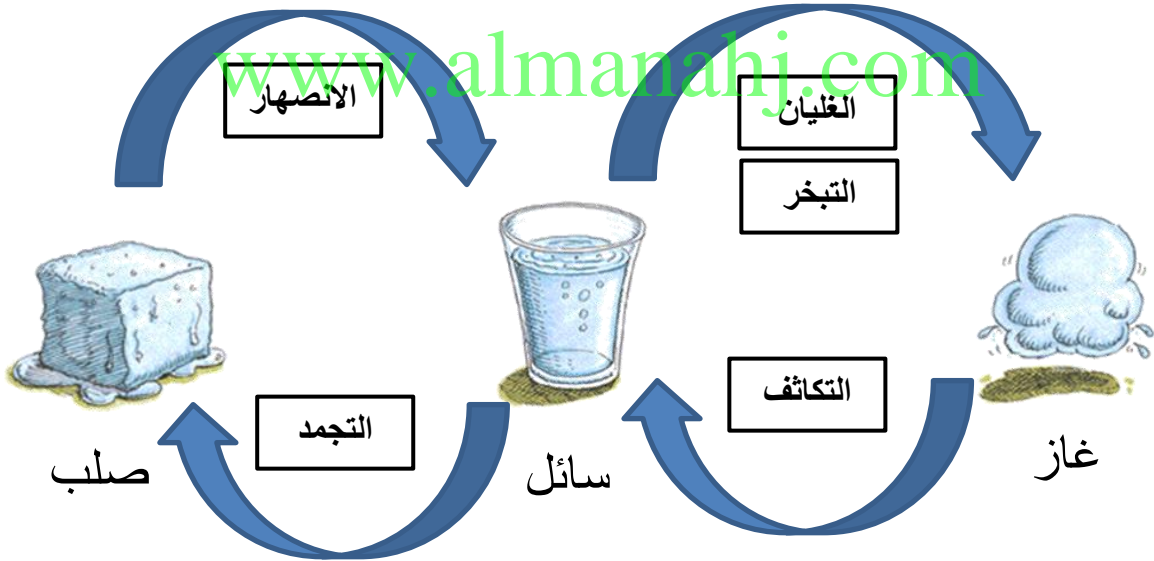 www.almanahj.com
الانصهار
الغليان
التبخر
التكاثف
التجمد
غاز
سائل
صلب